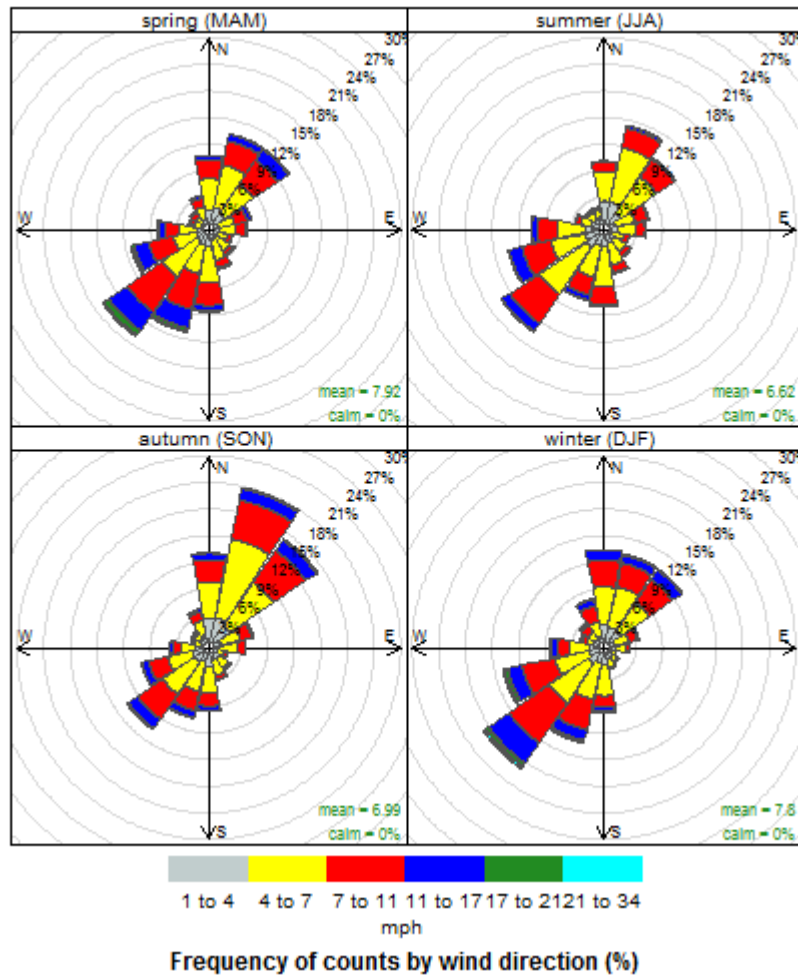 spring (MAM)
summer (JJA)
30%
27%
24%
21%
18%
15%
12%
9%
6%
3%
N
W
E
S
mean = 7.92
calm = 0%
30%
27%
24%
21%
18%
15%
12%
9%
6%
3%
N
W
E
S
mean = 6.62
calm = 0%
autumn (SON)
winter (DJF)
30%
27%
24%
21%
18%
15%
12%
9%
6%
3%
N
W
E
S
mean = 6.99
calm = 0%
30%
27%
24%
21%
18%
15%
12%
9%
6%
3%
N
W
E
S
mean = 7.8
calm = 0%
1 to 4 4 to 7 7 to 11 11 to 17 17 to 21 21 to 34
mph
Frequency of counts by wind direction (%)